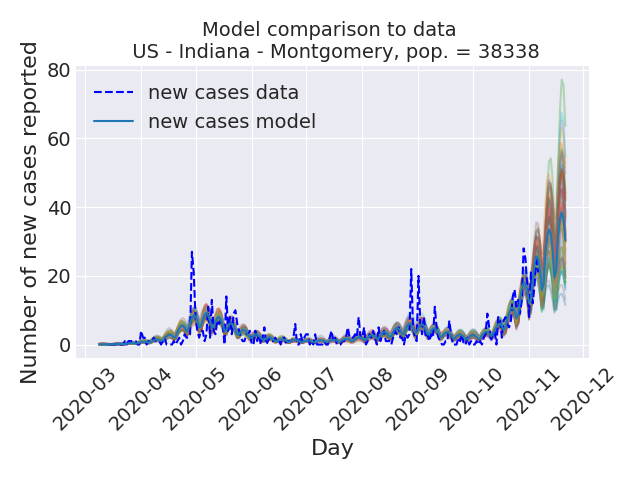 Model comparison to data
US - Indiana - Montgomery, pop. = 38338
Number of new cases reported
80
60
40
20
0
new cases data
new cases model
2020-03
2020-04
2020-05
2020-06
2020-07
2020-08
2020-09
2020-10
2020-11
2020-12
Day